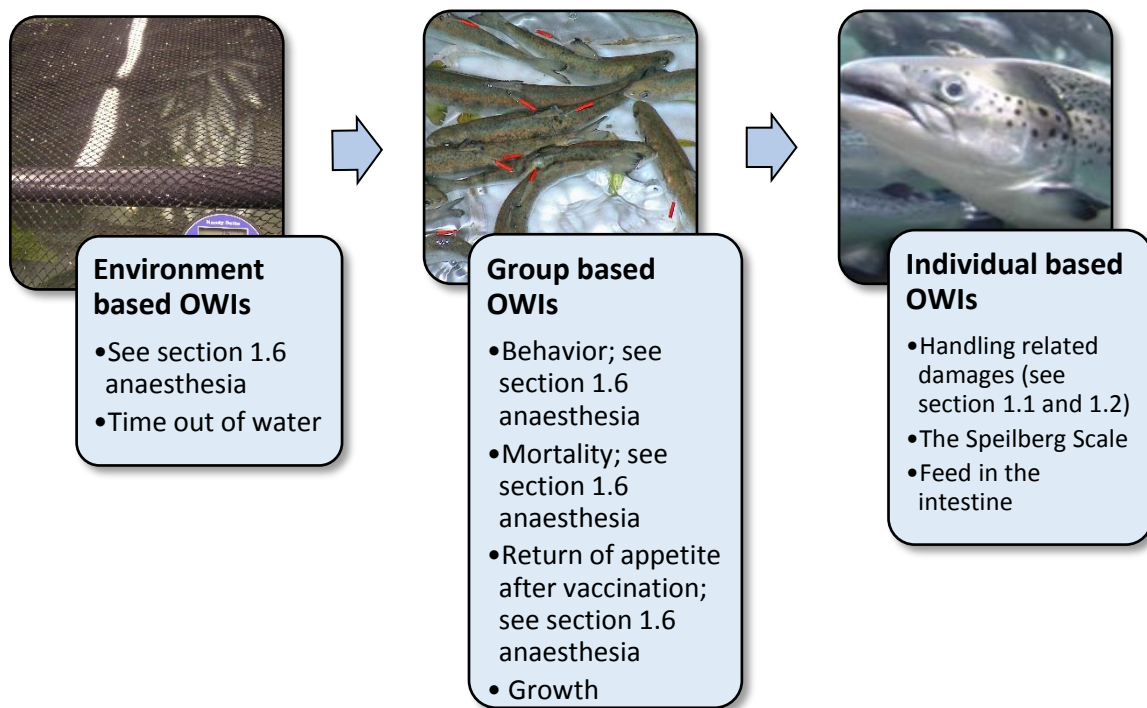 Handy Delta
Environment
based OWIs
•See section 1.6
anaesthesia
•Time out of water
Group based
OWIs
•Behavior; see
section 1.6
anaesthesia
•Mortality; see
section 1.6
anaesthesia
•Return of appetite
after vaccination;
see section 1.6
anaesthesia
• Growth
Individual based
OWIs
•Handling related
damages (see
section 1.1 and 1.2)
•The Speilberg Scale
•Feed in the
intestine